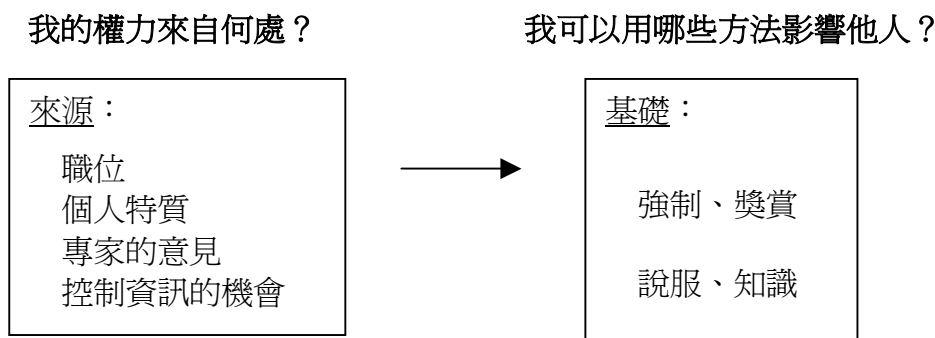 我的權力來自何處？
我可以用哪些方法影響他人？
來源：
職位
個人特質
專家的意見
控制資訊的機會
基礎：
強制、獎賞
說服、知識